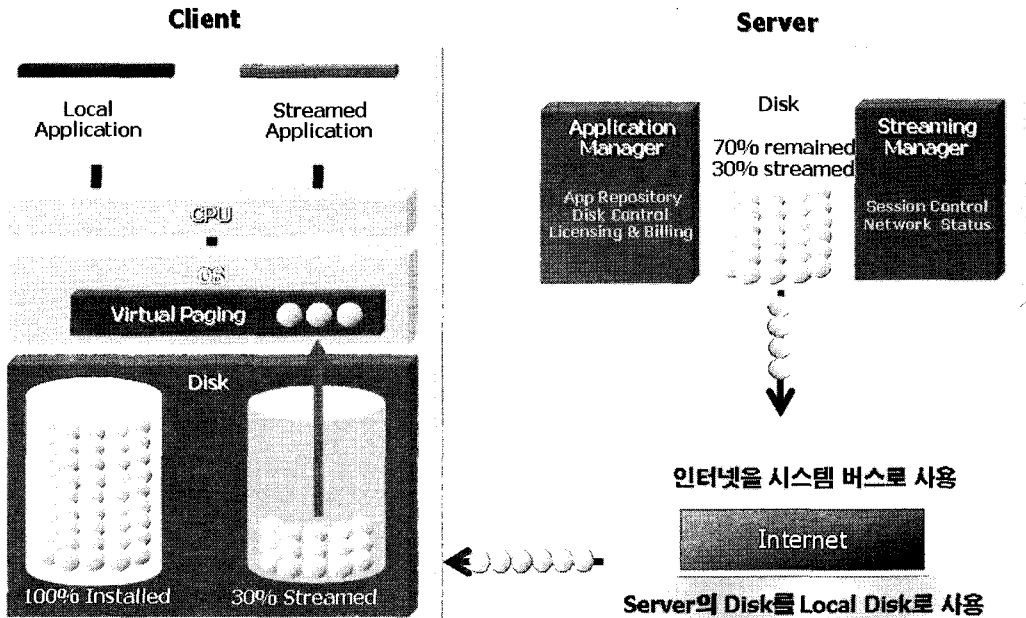 Client
Local
Application
Streamed
Application
CPU
OS
Virtual Paging
Disk
100% Installed
30% Streamed
Server
Application
Manager
App Repository
Disk Control
Licensing & Billing
Disk
70% remained
30% streamed
Streaming
Manager
Session Control
Network Status
인터넷을 시스템 버스로 사용
Internet
Server의 Disk를 Local Disk로 사용